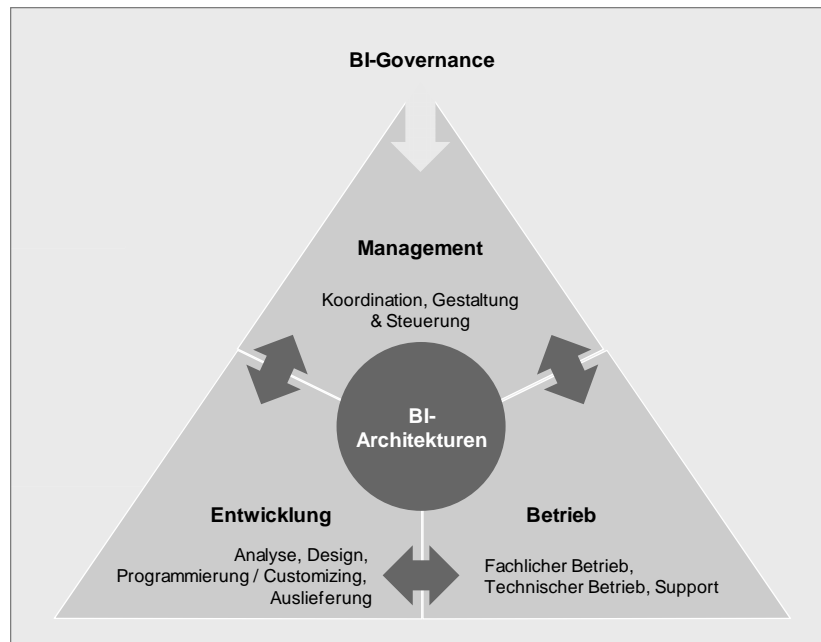 BI-Governance
Management
Koordination, Gestaltung
& Steuerung
BI-
Architekturen
Entwicklung
Analyse, Design,
Programmierung / Customizing,
Auslieferung
Betrieb
Fachlicher Betrieb,
Technischer Betrieb, Support